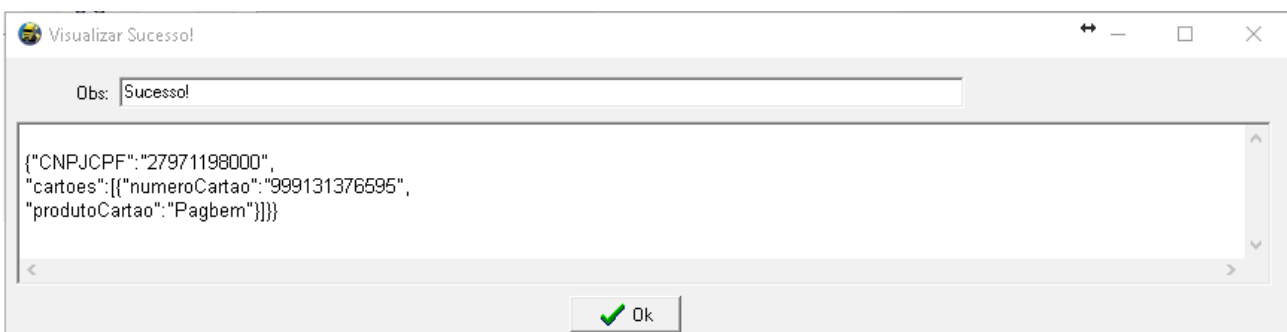 Visualizar Sucesso!
Obs: Sucesso!
{"CNPJCPF":"27971198000",
"cartoes":[{"numeroCartao":"999131376595",
"produtoCartao":"Pagbem"}]}}
Ok